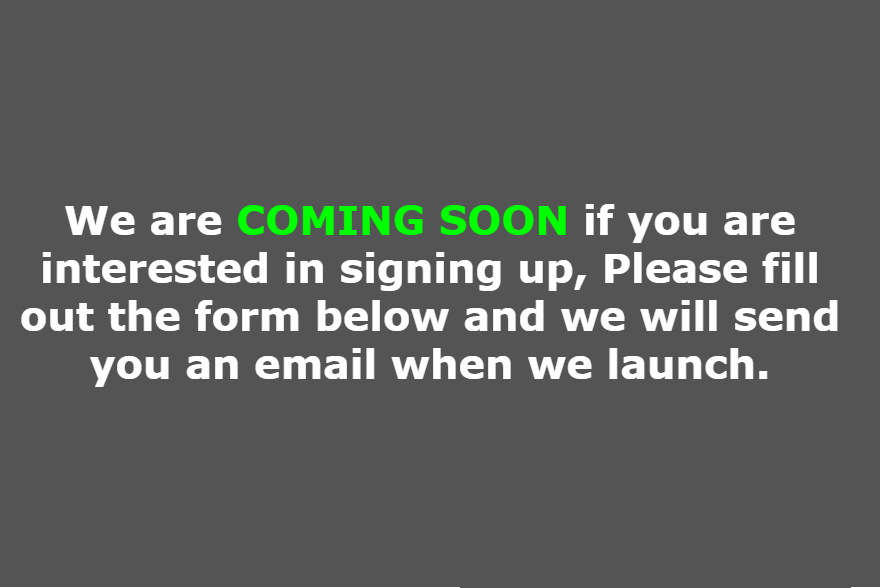 We are COMING SOON if you are
interested in signing up, Please fill
out the form below and we will send
you an email when we launch.